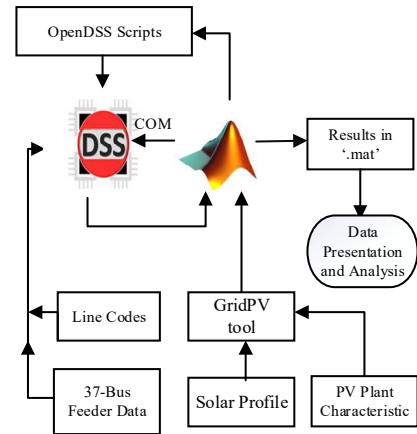 OpenDSS Scripts
COM
DSS
Results in
‘.mat’
Data
Presentation
and Analysis
Line Codes
GridPV
tool
37-Bus
Feeder Data
Solar Profile
PV Plant
Characteristic